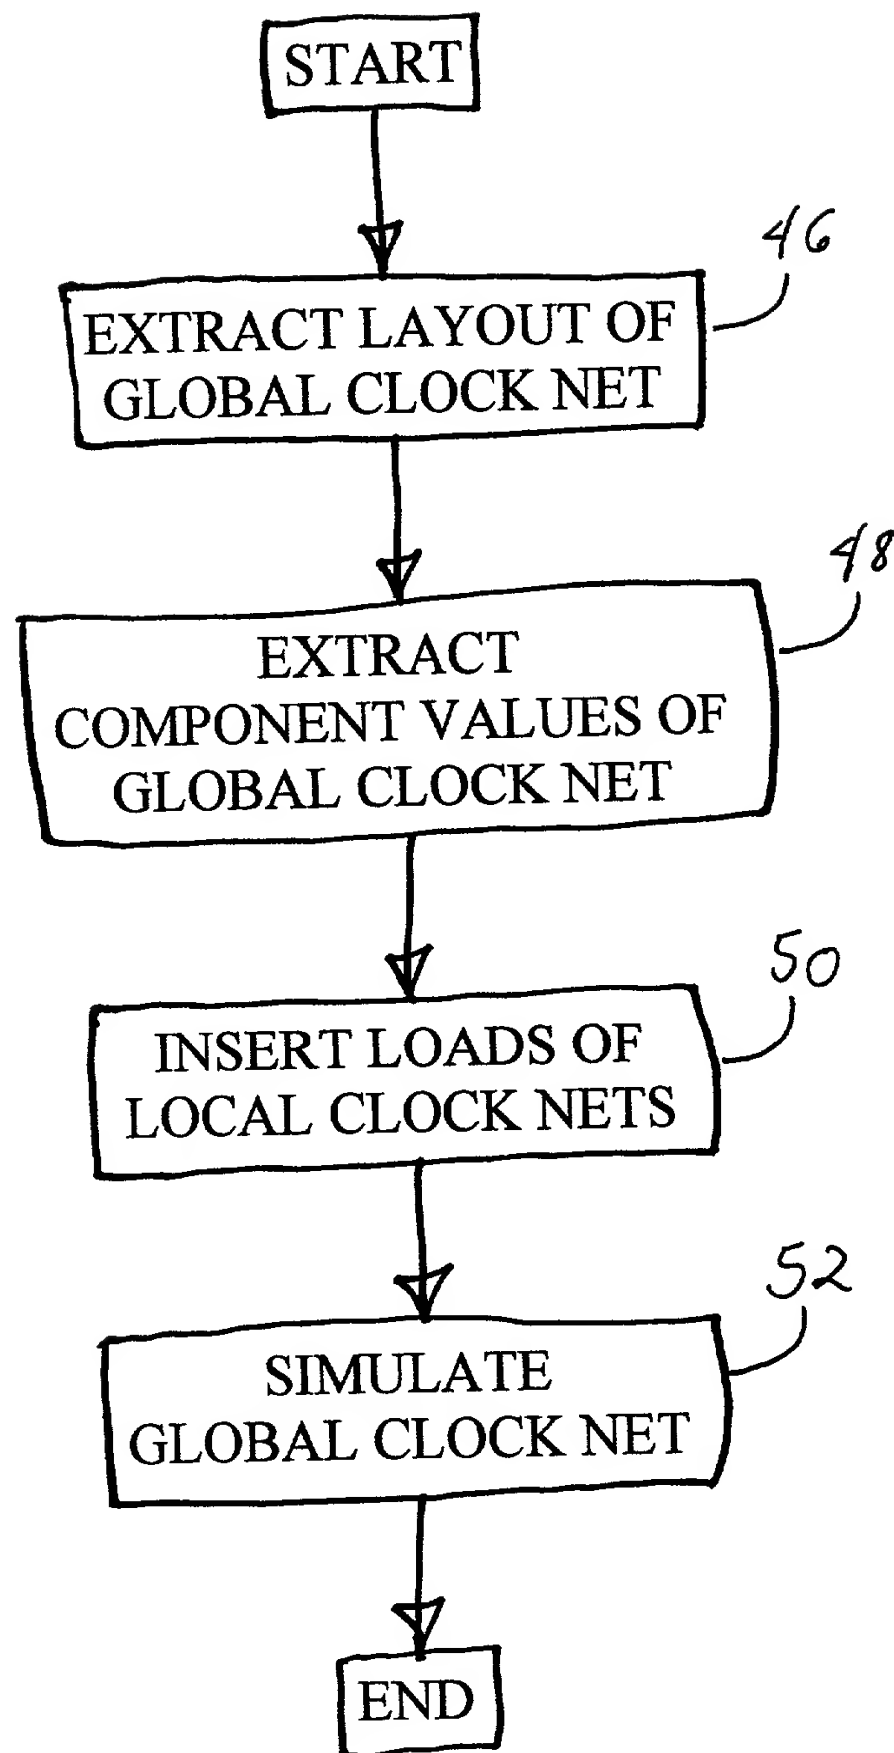 START
46
EXTRACT LAYOUT OF
GLOBAL CLOCK NET
48
EXTRACT
COMPONENT VALUES OF
GLOBAL CLOCK NET
50
INSERT LOADS OF
LOCAL CLOCK NETS
52
SIMULATE
GLOBAL CLOCK NET
END